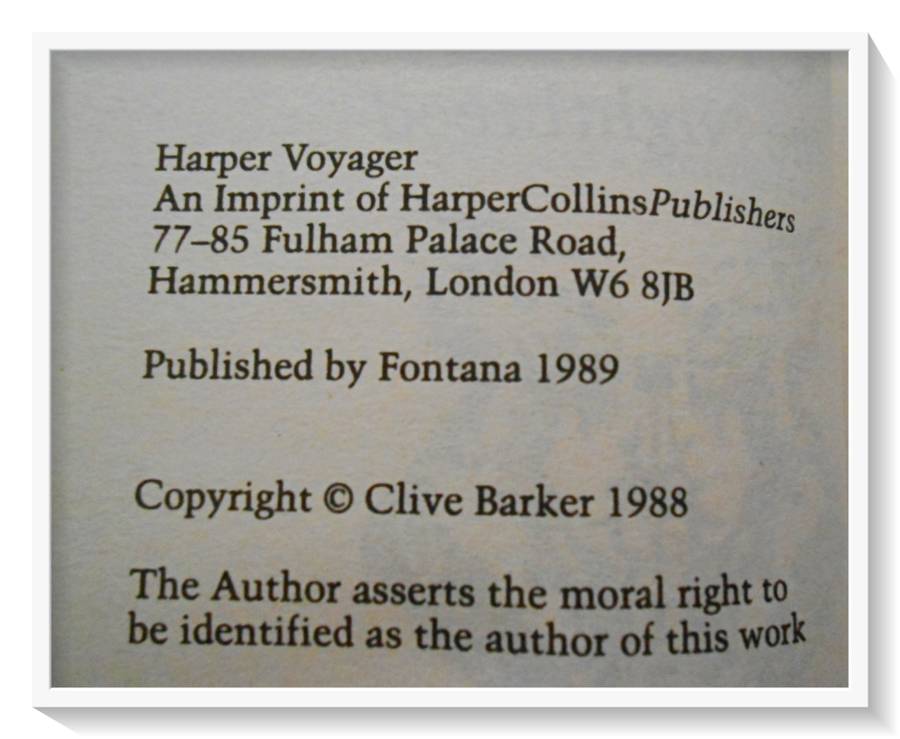 Harper Voyager
An Imprint of HarperCollinsPublishers
77–85 Fulham Palace Road,
Hammersmith, London W6 8JB
Published by Fontana 1989
Copyright © Clive Barker 1988
The Author asserts the moral right to
be identified as the author of this work